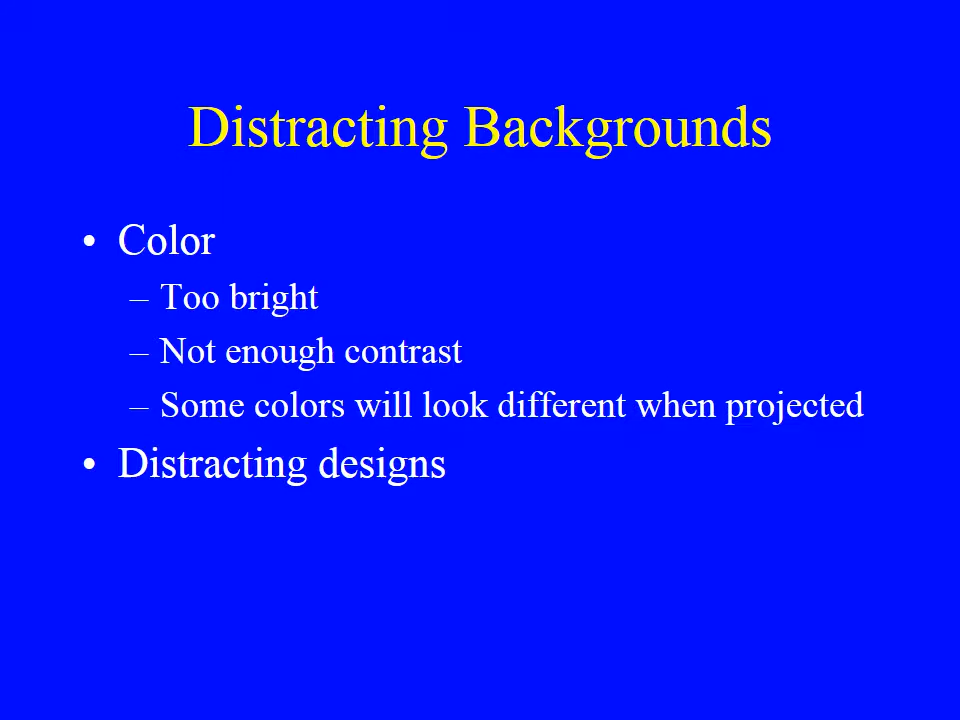 Distracting Backgrounds
• Color
– Too bright
– Not enough contrast
– Some colors will look different when projected
• Distracting designs